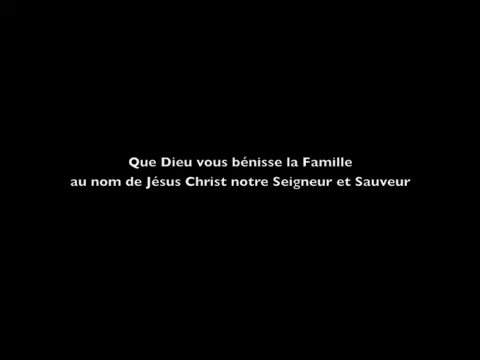 Que Dieu vous bénisse la Famille
au nom de Jésus Christ notre Seigneur et Sauveur